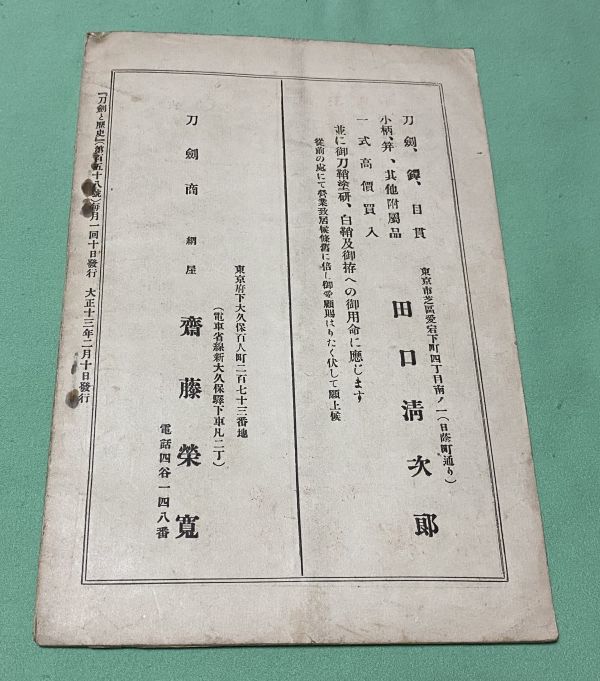 刀劍、鐔、目貫
小柄、笄、其他附屬品
一式高價買入
並に御刀鞘塗研、白鞘及御拵への御用命に應じます
從前の處にて營業致居候條舊に倍し御愛顧賜はりたく伏して願上候
東京市芝區愛宕下町四丁目南ノ一(日蔭町通り)
田口淸次郞
刀劍商
網屋
東京府下大久保百人町二百七十三番地
(電車省線新大久保驛下車凡二丁)
齋藤榮寬
電話四谷一四八番
『刀劍と歷史』(第百五十八號)每月一回十日發行 大正十三年二月十日發行